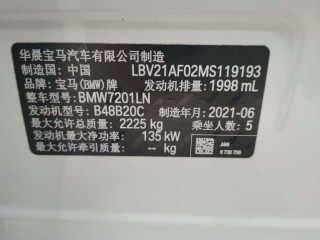 华晨宝马汽车有限公司制造
制造国: 中国 LBV21AF02MS119193
品牌: 宝马(BMW)牌 发动机排量: 1998 mL
整车型号: BMW7201LN
发动机型号: B48B20C 制造年月: 2021-06
最大允许总质量: 2225 kg 乘坐人数: 5
发动机最大净功率: 135 kW
最大允许牵引质量: -- kg